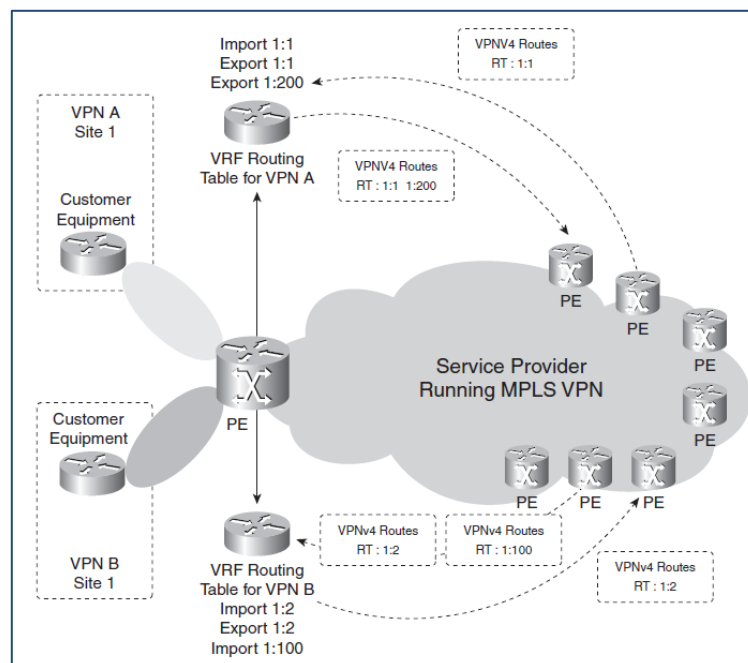 Import 1:1
Export 1:1
Export 1:200
VPNV4 Routes
RT : 1:1
VPN A
Site 1
VRF Routing
Table for VPN A
VPNV4 Routes
RT : 1:1 1:200
Customer
Equipment
PE
PE
PE
Service Provider
Running MPLS VPN
PE
Customer
Equipment
PE
PE
PE
PE
VPNv4 Routes
RT : 1:2
VPNv4 Routes
RT : 1:100
VPNv4 Routes
RT : 1:2
VPN B
Site 1
VRF Routing
Table for VPN B
Import 1:2
Export 1:2
Import 1:100